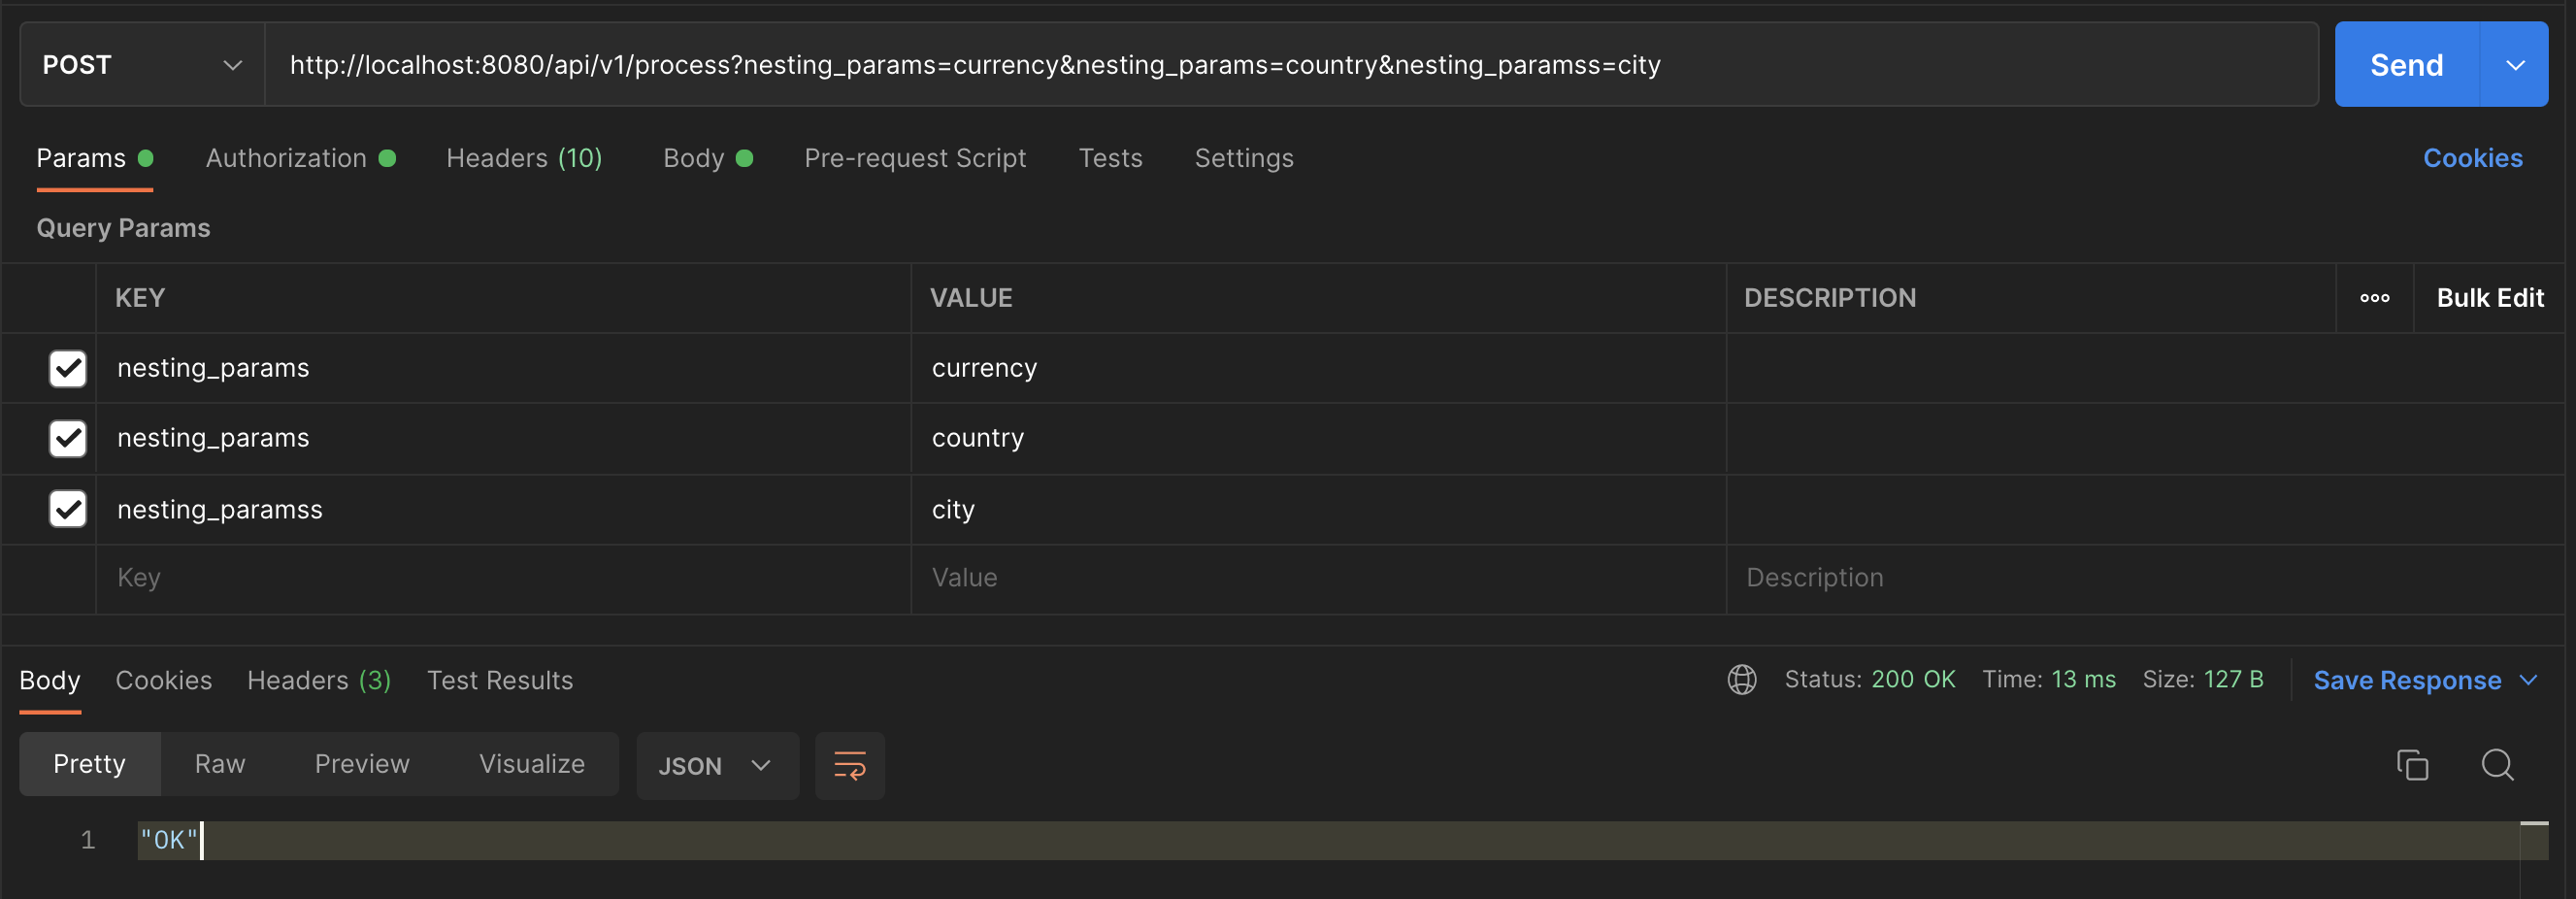 POST http://localhost:8080/api/v1/process?nesting_params=currency&nesting_params=country&nesting_paramss=city Send
Params Authorization Headers (10) Body Pre-request Script Tests Settings Cookies
Query Params
KEY VALUE DESCRIPTION Bulk Edit
nesting_params currency
nesting_params country
nesting_paramss city
Key Value Description
Body Cookies Headers (3) Test Results Status: 200 OK Time: 13 ms Size: 127 B Save Response
Pretty Raw Preview Visualize JSON
1 "OK"